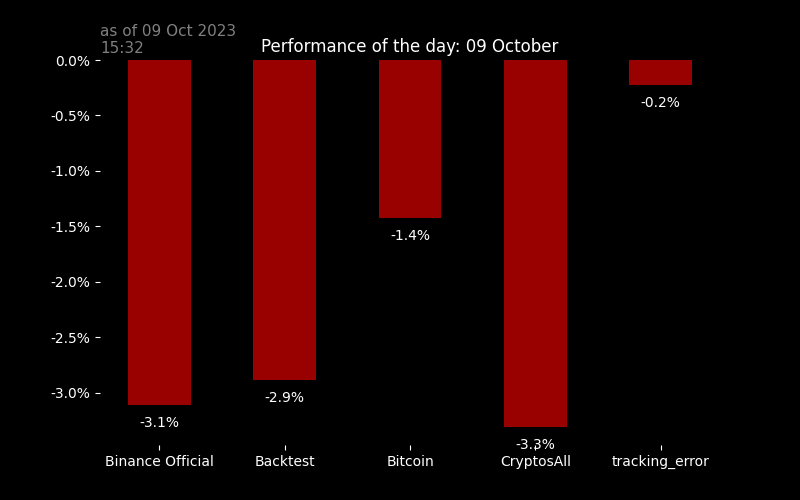 as of 09 Oct 2023
15:32
Performance of the day: 09 October
0.0%
-0.5%
-1.0%
-1.5%
-2.0%
-2.5%
-3.0%
-3.1%
-2.9%
-1.4%
-3.3%
-0.2%
Binance Official
Backtest
Bitcoin
CryptosAll
tracking_error